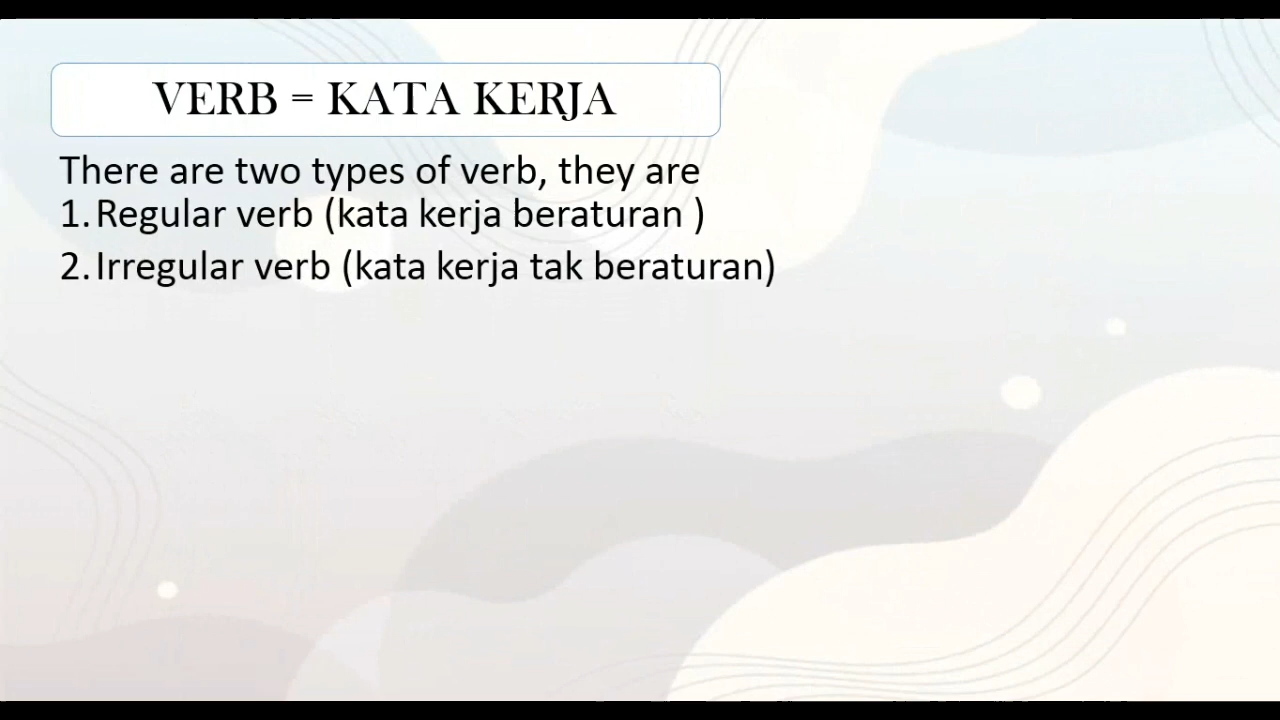 VERB = KATA KERJA
There are two types of verb, they are
1. Regular verb (kata kerja beraturan )
2. Irregular verb (kata kerja tak beraturan)